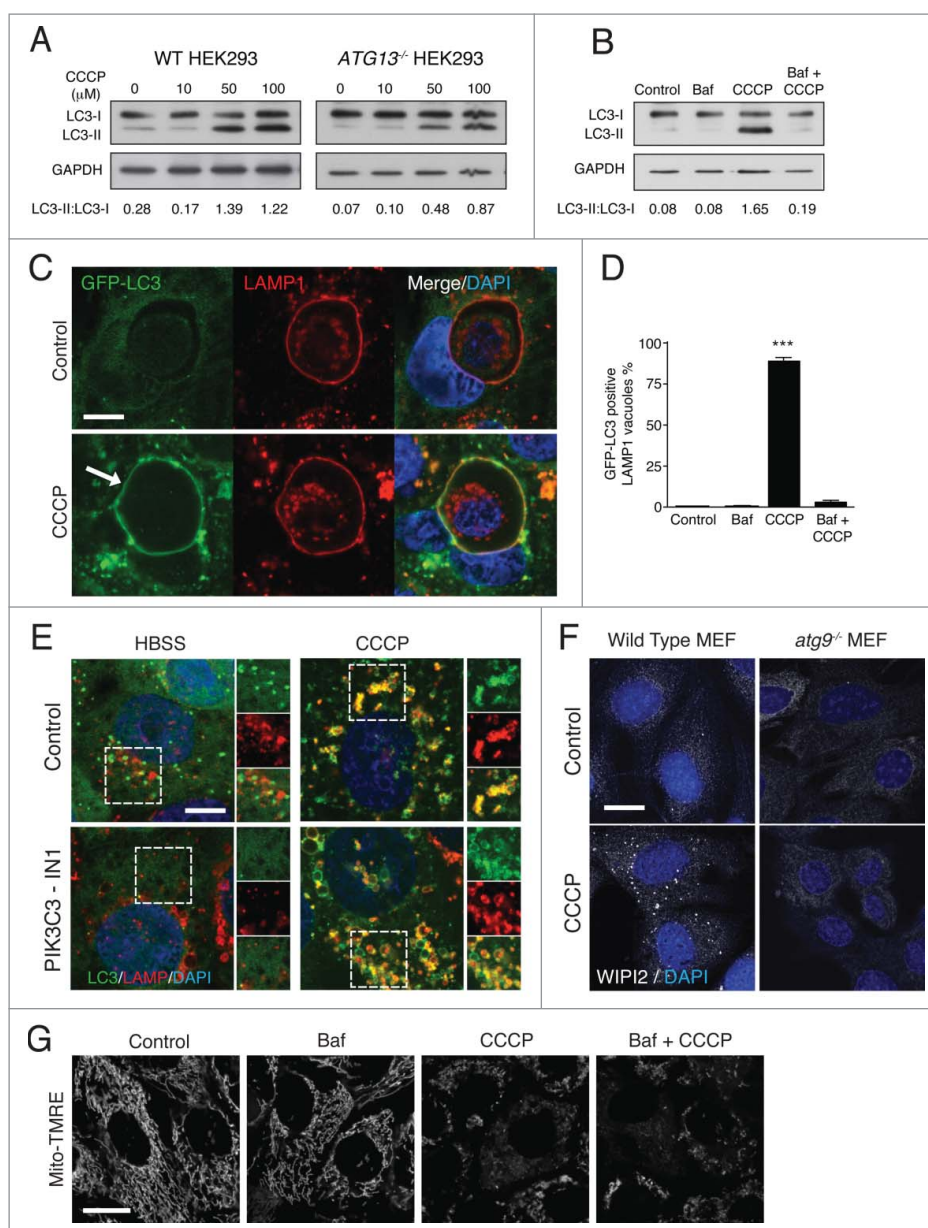 A
WT HEK293
ATG13-/- HEK293
CCCP
(µM)
0 10 50 100
0 10 50 100
LC3-I
LC3-II
GAPDH
LC3-II:LC3-I
0.28 0.17 1.39 1.22
0.07 0.10 0.48 0.87
B
Control Baf CCCP Baf +
CCCP
LC3-I
LC3-II
GAPDH
LC3-II:LC3-I 0.08 0.08 1.65 0.19
C
GFP-LC3
LAMP1
Merge/DAPI
Control
CCCP
D
GFP-LC3 positive
LAMP1 vacuoles %
100
75
50
25
0
***
Control Baf CCCP Baf +
CCCP
E
HBSS
CCCP
Control
PIK3C3 - IN1
LC3/LAMP/DAPI
F
Wild Type MEF
atg9-/- MEF
Control
CCCP
WIPI2 / DAPI
G
Control
Baf
CCCP
Baf + CCCP
Mito-TMRE